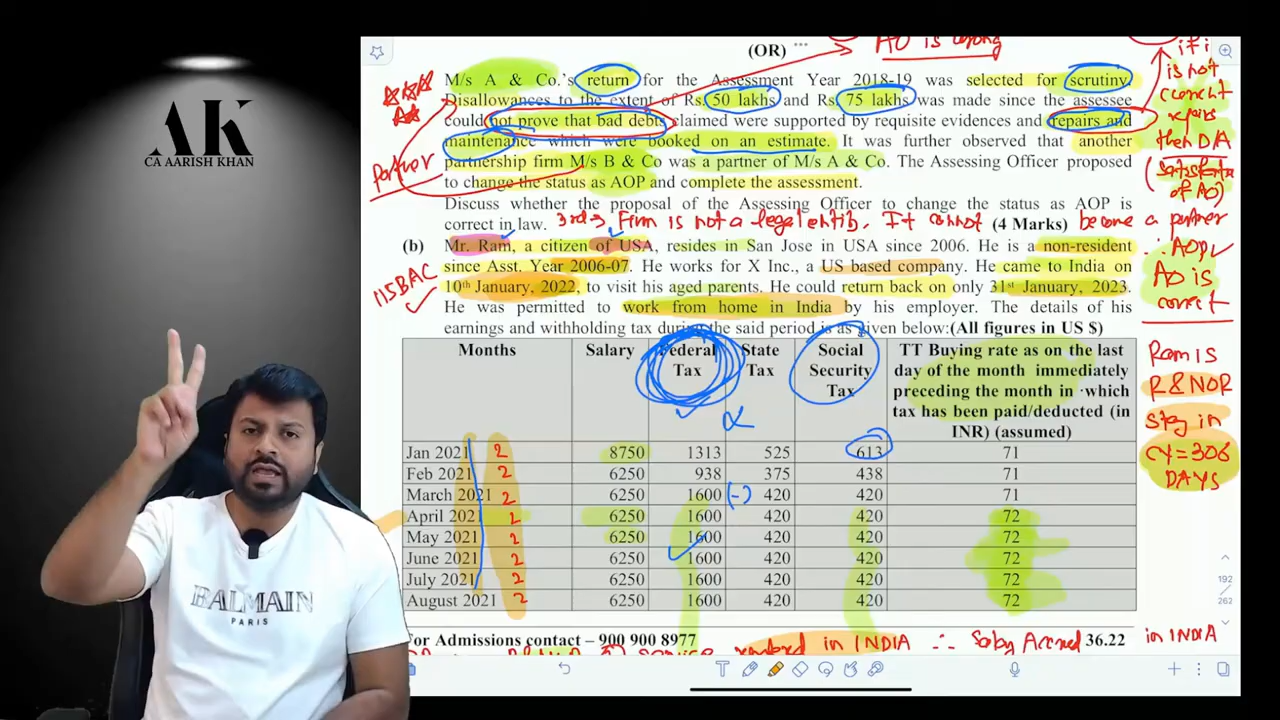 AK
CA AARISH KHAN
BALMAIN
PARIS
(OR)
AO is wrong
M/s A & Co.'s return for the Assessment Year 2018-19 was selected for scrutiny.
Disallowances to the extent of Rs. 50 lakhs and Rs. 75 lakhs was made since the assessee
could not prove that bad debts claimed were supported by requisite evidences and repairs and
maintenance which were booked on an estimate. It was further observed that another
partnership firm M/s B & Co was a partner of M/s A & Co. The Assessing Officer proposed
to change the status as AOP and complete the assessment.
Discuss whether the proposal of the Assessing Officer to change the status as AOP is
correct in law. 3rd → Firm is not a legal entity. It cannot (4 Marks) become a partner
Partner
if i
is not
current
repairs
then DA
(satisfaction
of AO)
∴ AOP ✓
AO is
correct
(b) Mr. Ram, a citizen of USA, resides in San Jose in USA since 2006. He is a non-resident
since Asst. Year 2006-07. He works for X Inc., a US based company. He came to India on
10th January, 2022, to visit his aged parents. He could return back on only 31st January, 2023.
He was permitted to work from home in India by his employer. The details of his
earnings and withholding tax during the said period is as given below:(All figures in US $)
115BAC
Months Salary Federal Tax State Tax Social Security Tax TT Buying rate as on the last day of the month immediately preceding the month in which tax has been paid/deducted (in INR) (assumed)
Jan 2021 2 8750 1313 525 613 71
Feb 2021 2 6250 938 375 438 71
March 2021 2 6250 1600 (-) 420 420 71
April 2021 2 6250 1600 420 420 72
May 2021 2 6250 1600 420 420 72
June 2021 2 6250 1600 420 420 72
July 2021 2 6250 1600 420 420 72
August 2021 2 6250 1600 420 420 72
Ram is
R & NOR
stay in
CY = 306
DAYS
192
/
262
For Admissions contact – 900 900 8977
36.22
rendered in INDIA ∴ Salary Accrued in INDIA
T